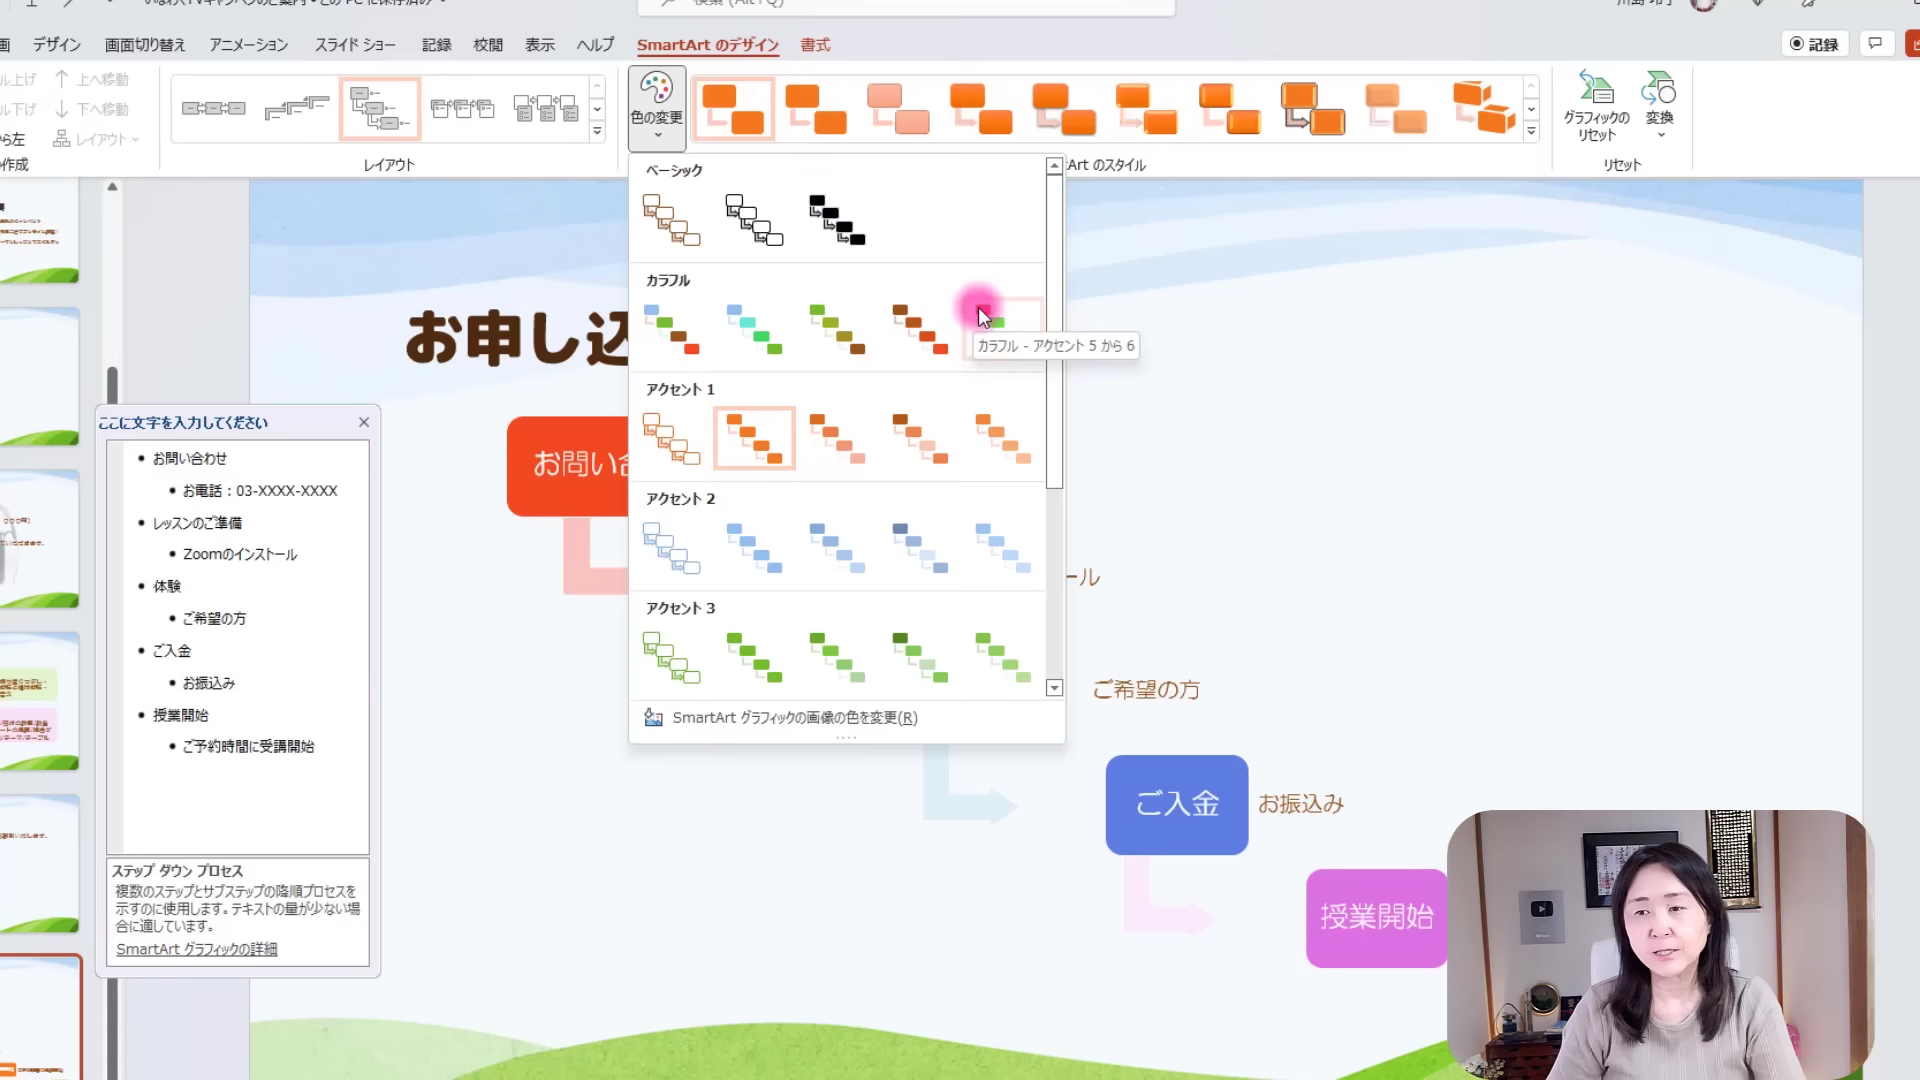 検索 (Alt+Q)
デザイン 画面切り替え アニメーション スライド ショー 記録 校閲 表示 ヘルプ SmartArt のデザイン 書式
記録
上へ移動
下へ移動
レイアウト
レイアウト
色の変更
Art のスタイル
グラフィックの
リセット
変換
リセット
ベーシック
カラフル
カラフル - アクセント 5 から 6
アクセント 1
アクセント 2
アクセント 3
SmartArt グラフィックの画像の色を変更(R)
お申し込
お問い合
ール
ご希望の方
ご入金
お振込み
授業開始
ここに文字を入力してください
• お問い合わせ
• お電話：03-XXXX-XXXX
• レッスンのご準備
• Zoomのインストール
• 体験
• ご希望の方
• ご入金
• お振込み
• 授業開始
• ご予約時間に受講開始
ステップ ダウン プロセス
複数のステップとサブステップの降順プロセスを
示すのに使用します。テキストの量が少ない場
合に適しています。
SmartArt グラフィックの詳細